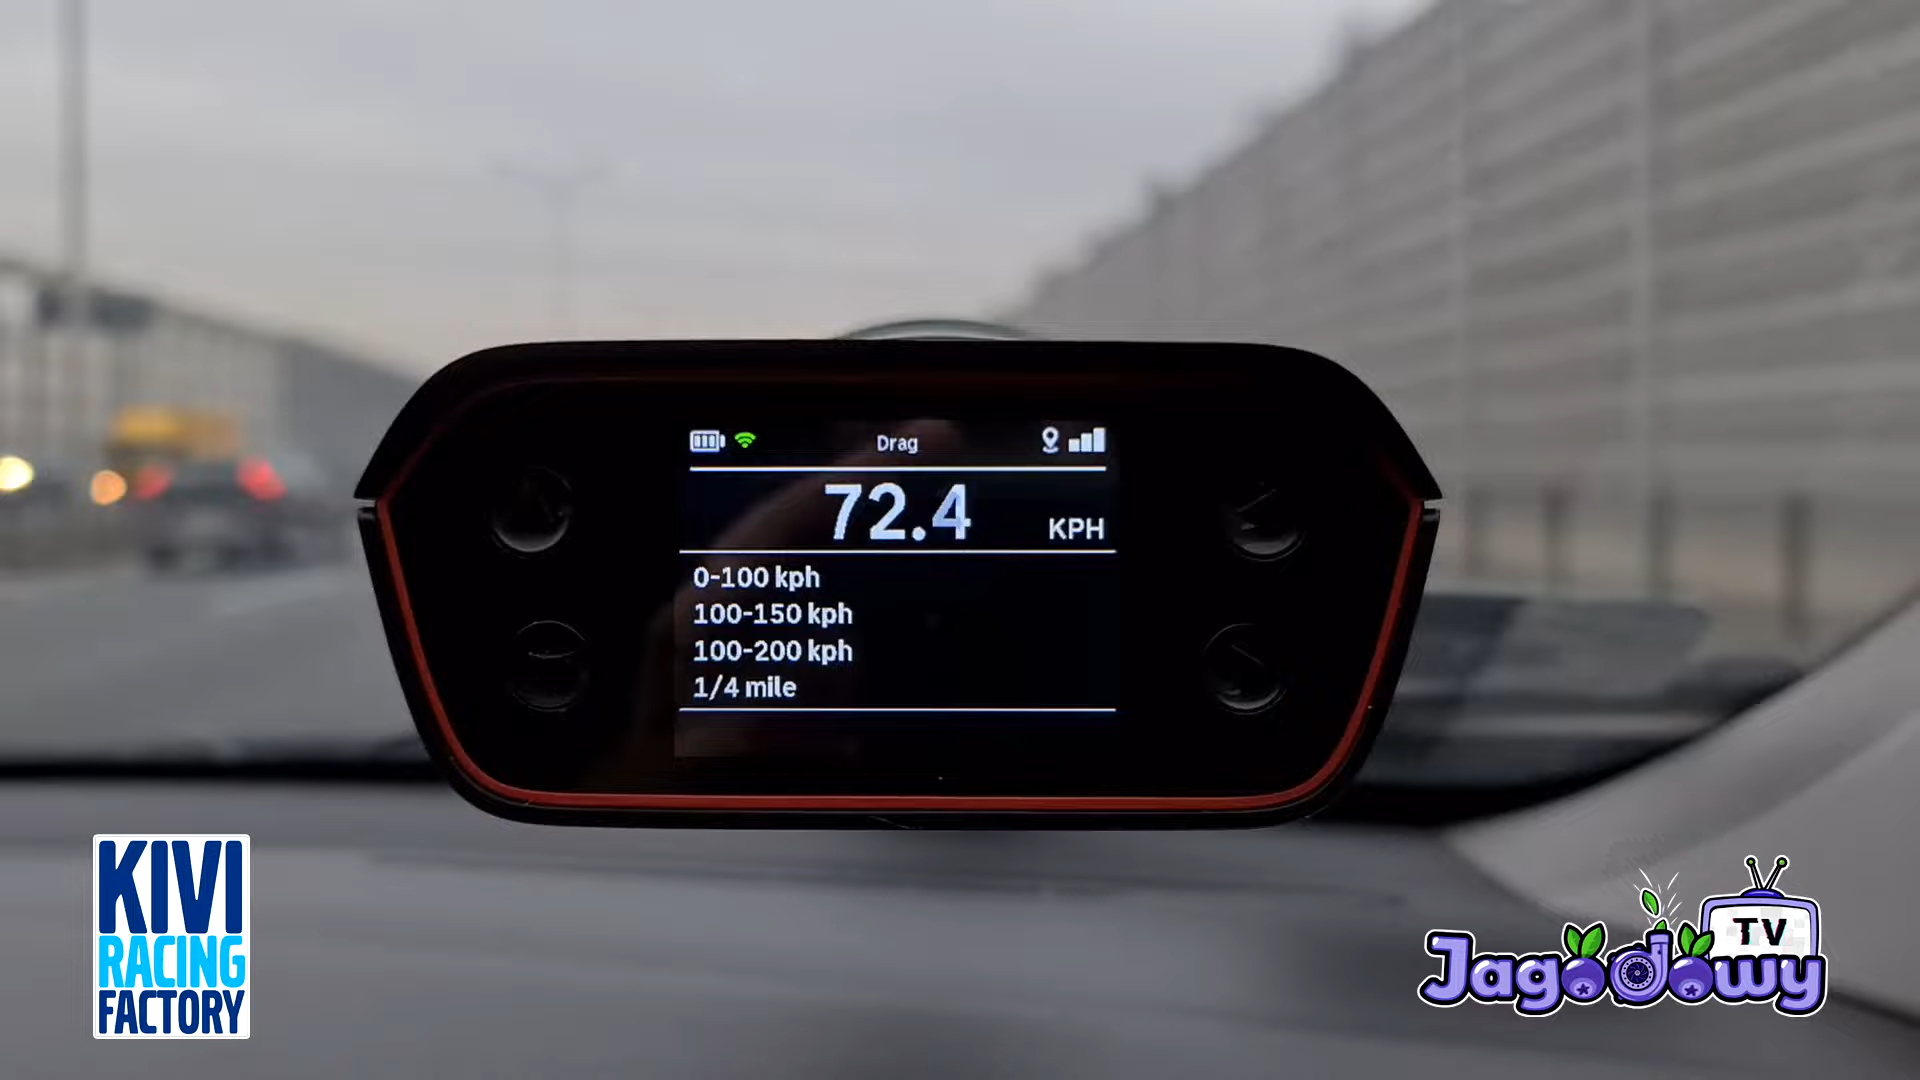 Drag
72.4 KPH
0-100 kph
100-150 kph
100-200 kph
1/4 mile
KIVI
RACING
FACTORY
TV
Jagodowy